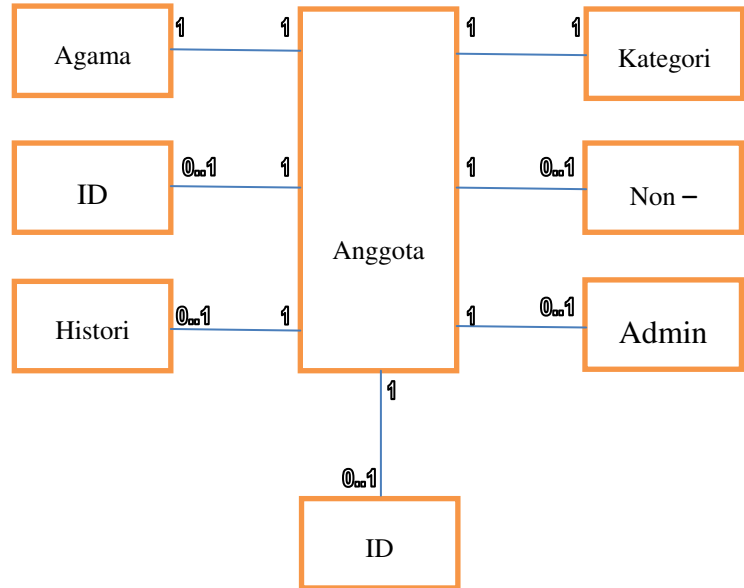 1 1 1 1
Agama Kategori
0..1 1 1 0..1
ID Non –
Anggota
0..1 1 1 0..1
Histori Admin
1
0..1
ID